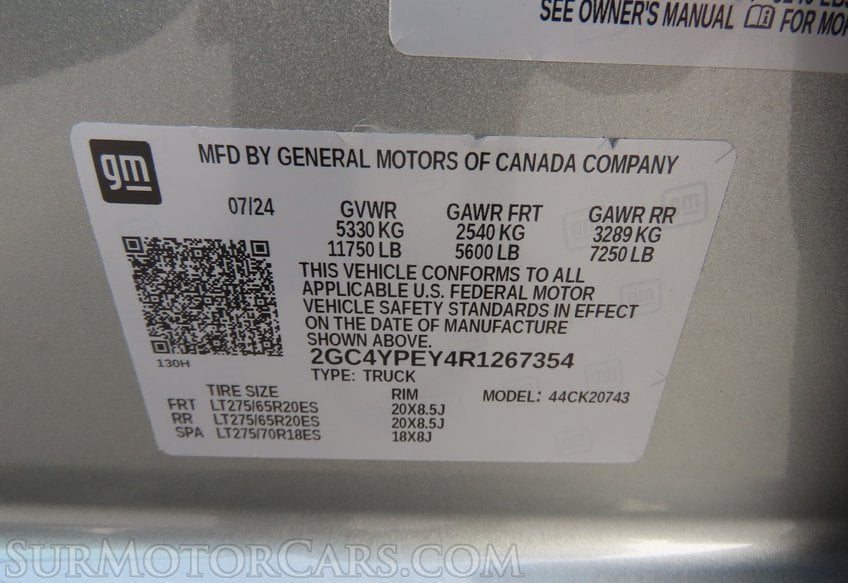 SEE OWNER'S MANUAL FOR MOR
gm
MFD BY GENERAL MOTORS OF CANADA COMPANY
07/24 GVWR GAWR FRT GAWR RR
5330 KG 2540 KG 3289 KG
11750 LB 5600 LB 7250 LB
THIS VEHICLE CONFORMS TO ALL
APPLICABLE U.S. FEDERAL MOTOR
VEHICLE SAFETY STANDARDS IN EFFECT
ON THE DATE OF MANUFACTURE
SHOWN ABOVE.
130H
2GC4YPEY4R1267354
TYPE: TRUCK
TIRE SIZE RIM MODEL: 44CK20743
FRT LT275/65R20ES 20X8.5J
RR LT275/65R20ES 20X8.5J
SPA LT275/70R18ES 18X8J
SURMOTORCARS.COM